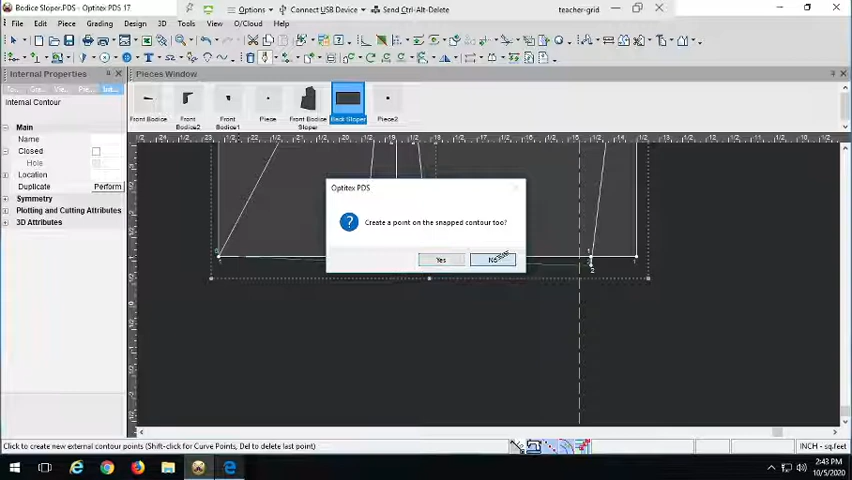 Bodice Sloper.PDS - Optitex PDS 17
Options
Connect USB Device
Send Ctrl-Alt-Delete
teacher-grid
File Edit Piece Grading Design 3D Tools View O/Cloud Help
Internal Properties
Pieces Window
To... Gr... Vie... Pie... Int...
Internal Contour
Main
Name
Closed
Hole
Location
Duplicate Perform
Symmetry
Plotting and Cutting Attributes
3D Attributes
Front Bodice
Front Bodice2
Front Bodice1
Piece
Front Bodice Sloper
Back Sloper
Piece2
Optitex PDS
Create a point on the snapped contour too?
Yes
No
Click to create new external contour points (Shift-click for Curve Points, Del to delete last point)
INCH - sq.feet
2:43 PM
10/5/2020